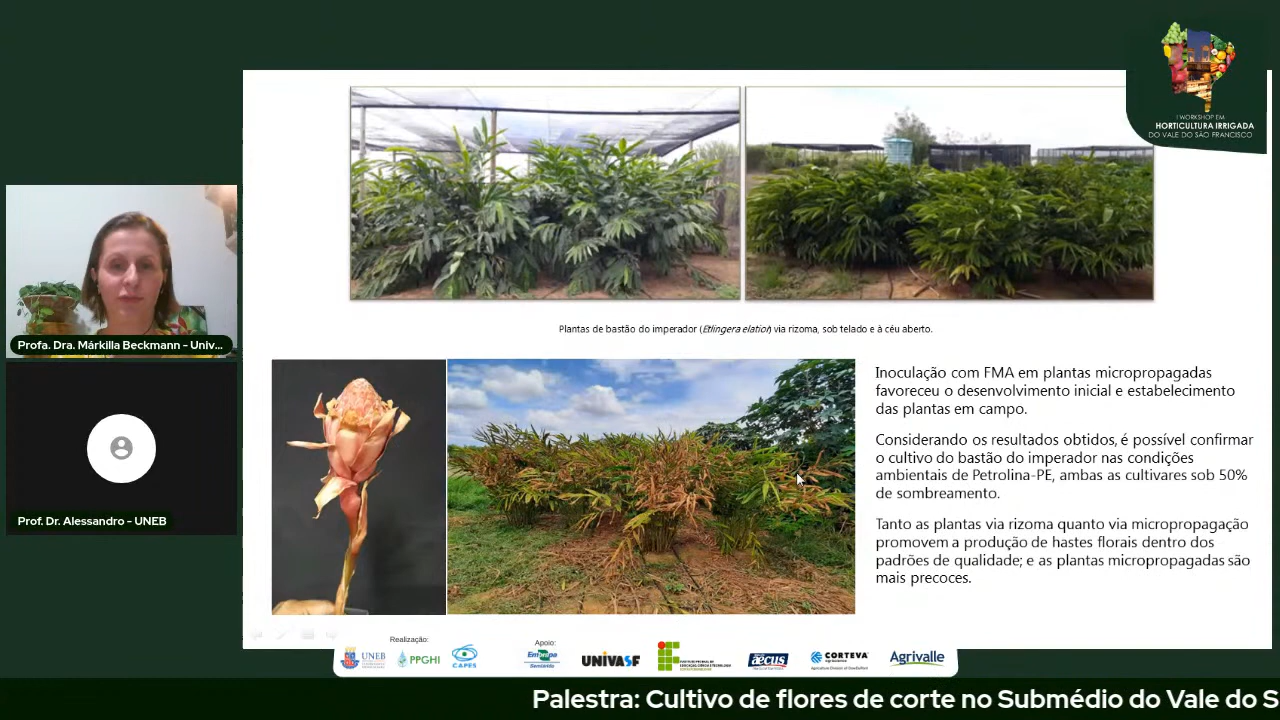 I WORKSHOP EM
HORTICULTURA IRRIGADA
DO VALE DO SÃO FRANCISCO
Profa. Dra. Márkilla Beckmann - Univ...
Prof. Dr. Alessandro - UNEB
Plantas de bastão do imperador (Etlingera elatior) via rizoma, sob telado e à céu aberto.
Inoculação com FMA em plantas micropropagadas
favoreceu o desenvolvimento inicial e estabelecimento
das plantas em campo.
Considerando os resultados obtidos, é possível confirmar
o cultivo do bastão do imperador nas condições
ambientais de Petrolina-PE, ambas as cultivares sob 50%
de sombreamento.
Tanto as plantas via rizoma quanto via micropropagação
promovem a produção de hastes florais dentro dos
padrões de qualidade; e as plantas micropropagadas são
mais precoces.
Realização:
UNEB
PPGHI
CAPES
Apoio:
Embrapa
Semiárido
UNIVASF
aecus
CORTEVA
agriscience
Agrivalle
Palestra: Cultivo de flores de corte no Submédio do Vale do S